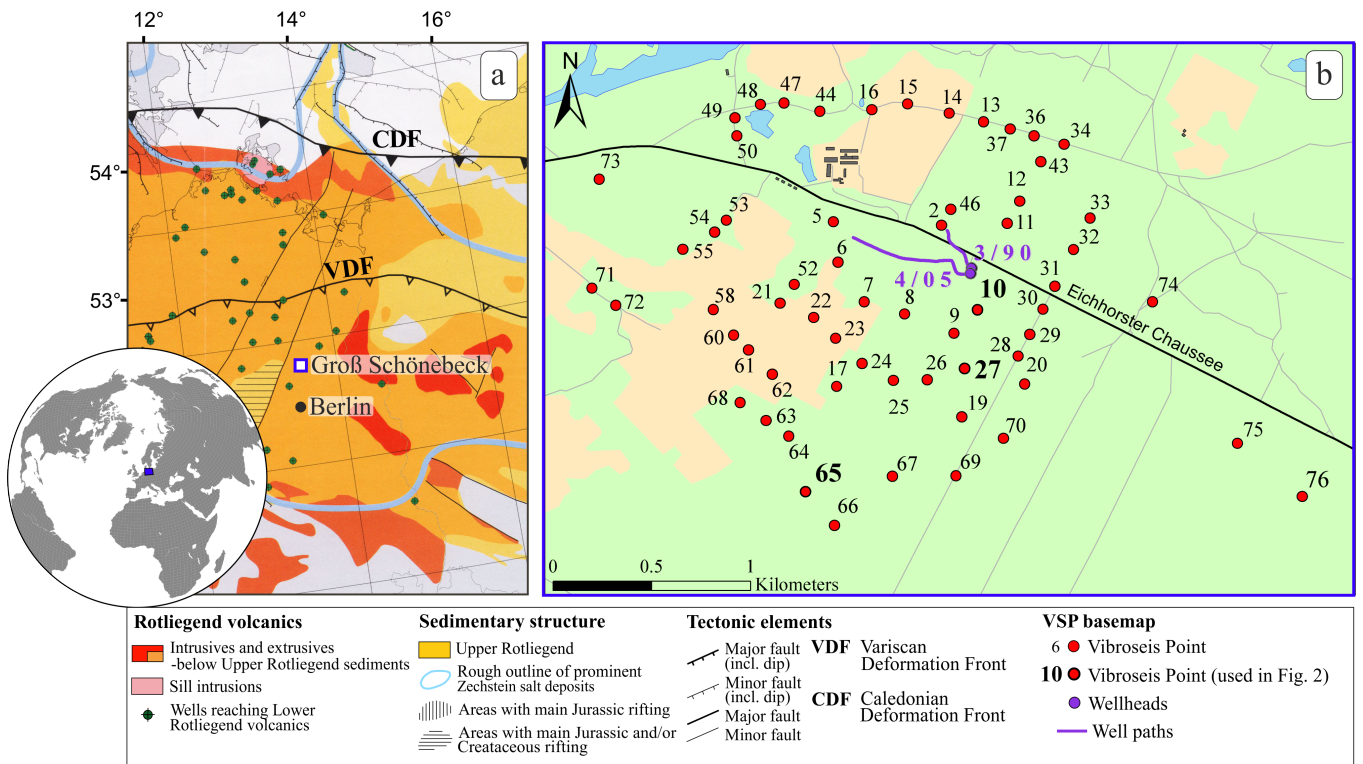 12°
14°
16°
a
N
b
54°
53°
CDF
VDF
Groß Schönebeck
Berlin
48
47
44
16
15
14
13
36
34
49
37
50
43
73
12
53
54
5
2
46
11
33
55
32
6
3/90
4/05
71
52
10
31
74
72
58
21
22
7
8
30
Eichhorster Chaussee
60
23
9
29
61
24
28
62
17
26
27
20
25
68
63
19
70
64
75
65
67
69
76
66
0
0.5
1
Kilometers
Rotliegend volcanics
Intrusives and extrusives
-below Upper Rotliegend sediments
Sill intrusions
Wells reaching Lower
Rotliegend volcanics
Sedimentary structure
Upper Rotliegend
Rough outline of prominent
Zechstein salt deposits
Areas with main Jurassic rifting
Areas with main Jurassic and/or
Creataceous rifting
Tectonic elements
Major fault
(incl. dip)
Minor fault
(incl. dip)
Major fault
Minor fault
VDF Variscan
Deformation Front
CDF Caledonian
Deformation Front
VSP basemap
6 Vibroseis Point
10 Vibroseis Point (used in Fig. 2)
Wellheads
Well paths